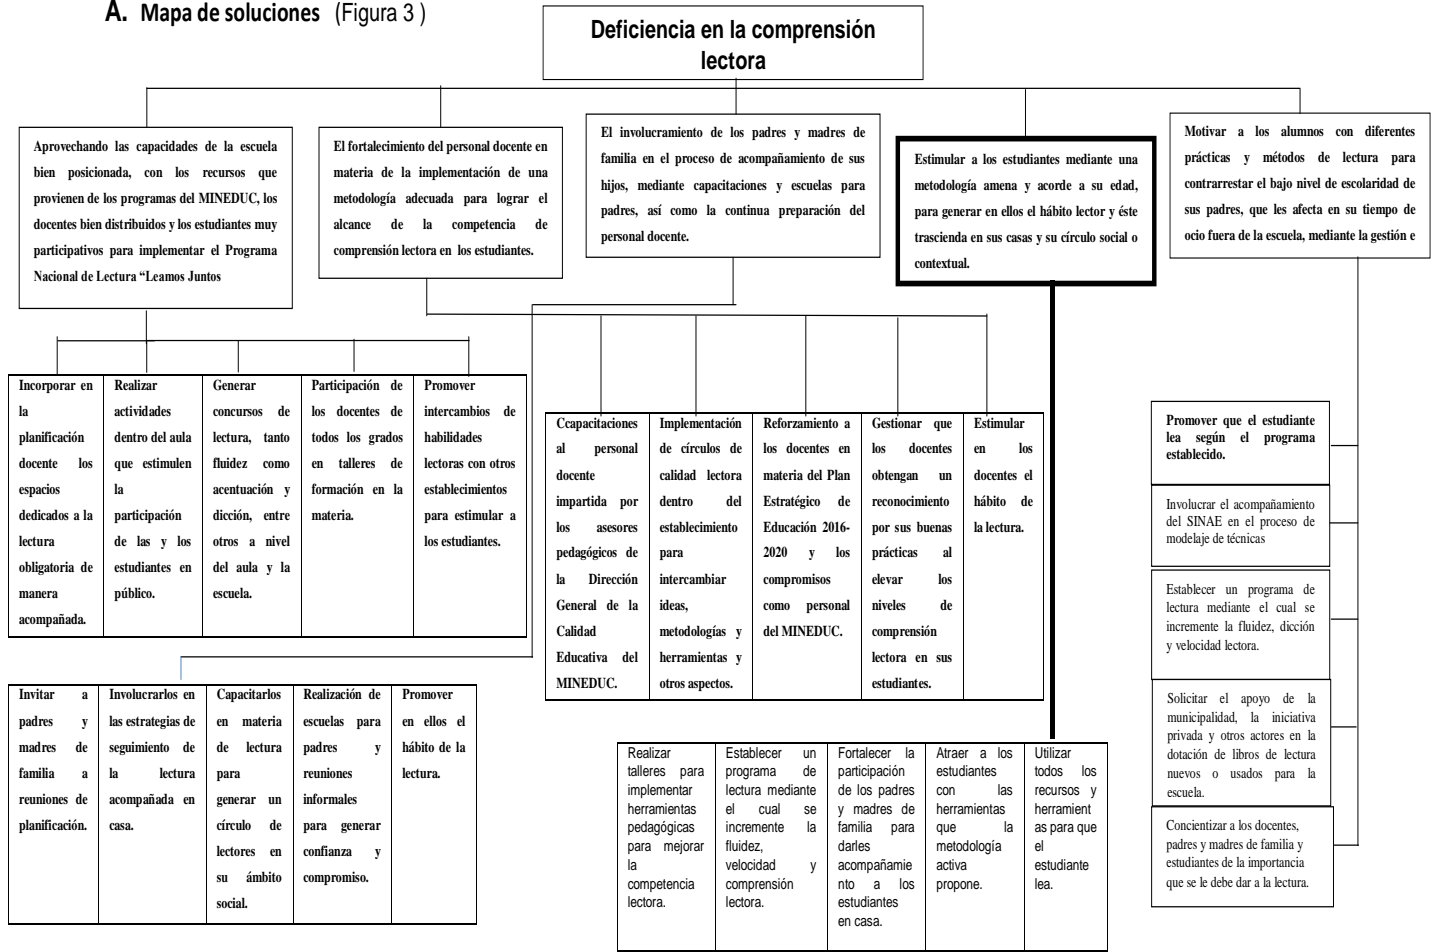 A. Mapa de soluciones (Figura 3 )
Deficiencia en la comprensión
lectora
Aprovechando las capacidades de la escuela
bien posicionada, con los recursos que
provienen de los programas del MINEDUC, los
docentes bien distribuidos y los estudiantes muy
participativos para implementar el Programa
Nacional de Lectura “Leamos Juntos
El fortalecimiento del personal docente en
materia de la implementación de una
metodología adecuada para lograr el
alcance de la competencia de
comprensión lectora en los estudiantes.
El involucramiento de los padres y madres de
familia en el proceso de acompañamiento de sus
hijos, mediante capacitaciones y escuelas para
padres, así como la continua preparación del
personal docente.
Estimular a los estudiantes mediante una
metodología amena y acorde a su edad,
para generar en ellos el hábito lector y éste
trascienda en sus casas y su círculo social o
contextual.
Motivar a los alumnos con diferentes
prácticas y métodos de lectura para
contrarrestar el bajo nivel de escolaridad de
sus padres, que les afecta en su tiempo de
ocio fuera de la escuela, mediante la gestión e
Incorporar en
la
planificación
docente los
espacios
dedicados a la
lectura
obligatoria de
manera
acompañada.
Realizar
actividades
dentro del aula
que estimulen
la
participación
de las y los
estudiantes en
público.
Generar
concursos de
lectura, tanto
fluidez como
acentuación y
dicción, entre
otros a nivel
del aula y la
escuela.
Participación de
los docentes de
todos los grados
en talleres de
formación en la
materia.
Promover
intercambios de
habilidades
lectoras con otros
establecimientos
para estimular a
los estudiantes.
Ccapacitaciones
al personal
docente
impartida por
los asesores
pedagógicos de
la Dirección
General de la
Calidad
Educativa del
MINEDUC.
Implementación
de círculos de
calidad lectora
dentro del
establecimiento
para
intercambiar
ideas,
metodologías y
herramientas y
otros aspectos.
Reforzamiento a
los docentes en
materia del Plan
Estratégico de
Educación 2016-
2020 y los
compromisos
como personal
del MINEDUC.
Gestionar que
los docentes
obtengan un
reconocimiento
por sus buenas
prácticas al
elevar los
niveles de
comprensión
lectora en sus
estudiantes.
Estimular
en los
docentes el
hábito de
la lectura.
Promover que el estudiante
lea según el programa
establecido.
Involucrar el acompañamiento
del SINAE en el proceso de
modelaje de técnicas
Establecer un programa de
lectura mediante el cual se
incremente la fluidez, dicción
y velocidad lectora.
Solicitar el apoyo de la
municipalidad, la iniciativa
privada y otros actores en la
dotación de libros de lectura
nuevos o usados para la
escuela.
Concientizar a los docentes,
padres y madres de familia y
estudiantes de la importancia
que se le debe dar a la lectura.
Invitar a
padres y
madres de
familia a
reuniones de
planificación.
Involucrarlos en
las estrategias de
seguimiento de
la lectura
acompañada en
casa.
Capacitarlos
en materia
de lectura
para
generar un
círculo de
lectores en
su ámbito
social.
Realización de
escuelas para
padres y
reuniones
informales
para generar
confianza y
compromiso.
Promover
en ellos el
hábito de la
lectura.
Realizar
talleres para
implementar
herramientas
pedagógicas
para mejorar
la
competencia
lectora.
Establecer un
programa de
lectura mediante
el cual se
incremente la
fluidez,
velocidad y
comprensión
lectora.
Fortalecer la
participación
de los padres
y madres de
familia para
darles
acompañamie
nto a los
estudiantes
en casa.
Atraer a los
estudiantes
con las
herramientas
que la
metodología
activa
propone.
Utilizar
todos los
recursos y
herramient
as para que
el
estudiante
lea.